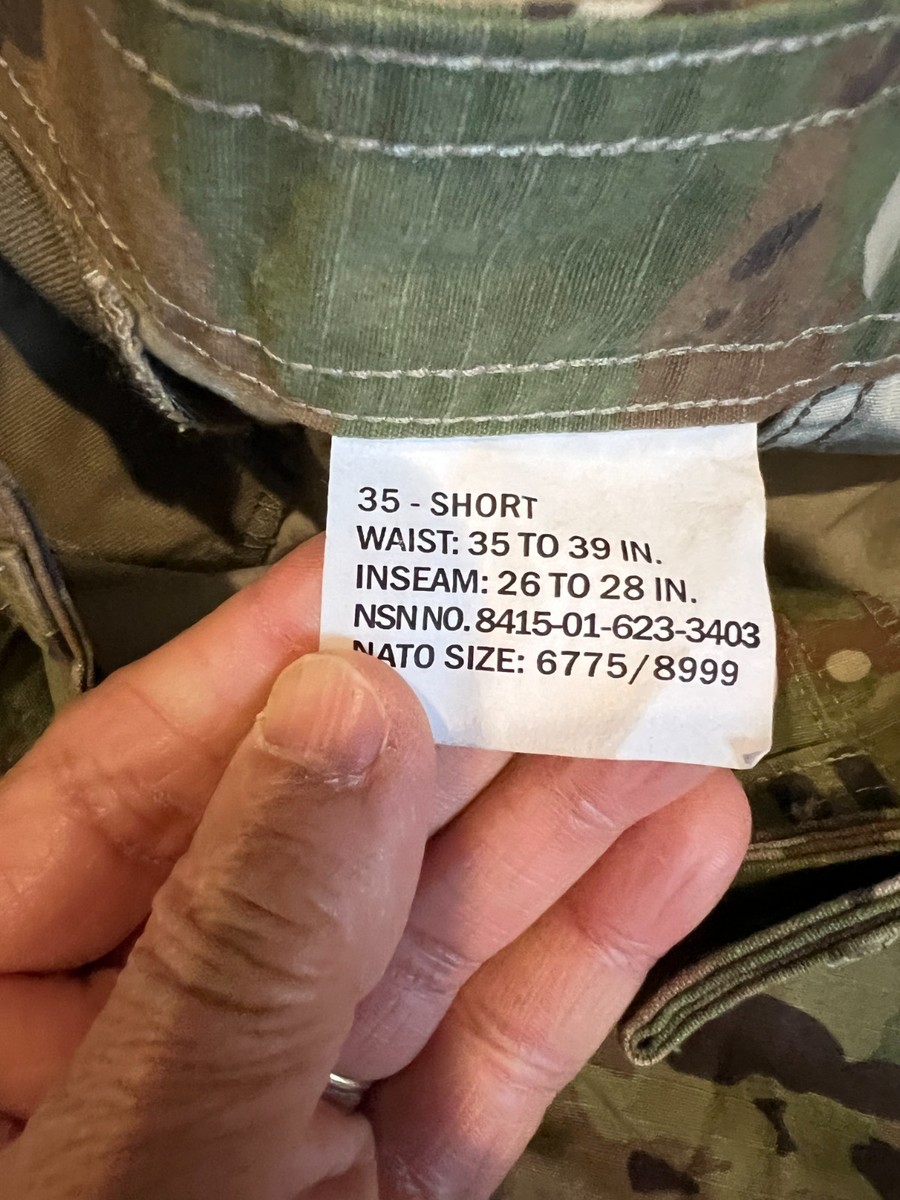 35 - SHORT
WAIST: 35 TO 39 IN.
INSEAM: 26 TO 28 IN.
NSN NO. 8415-01-623-3403
NATO SIZE: 6775/8999